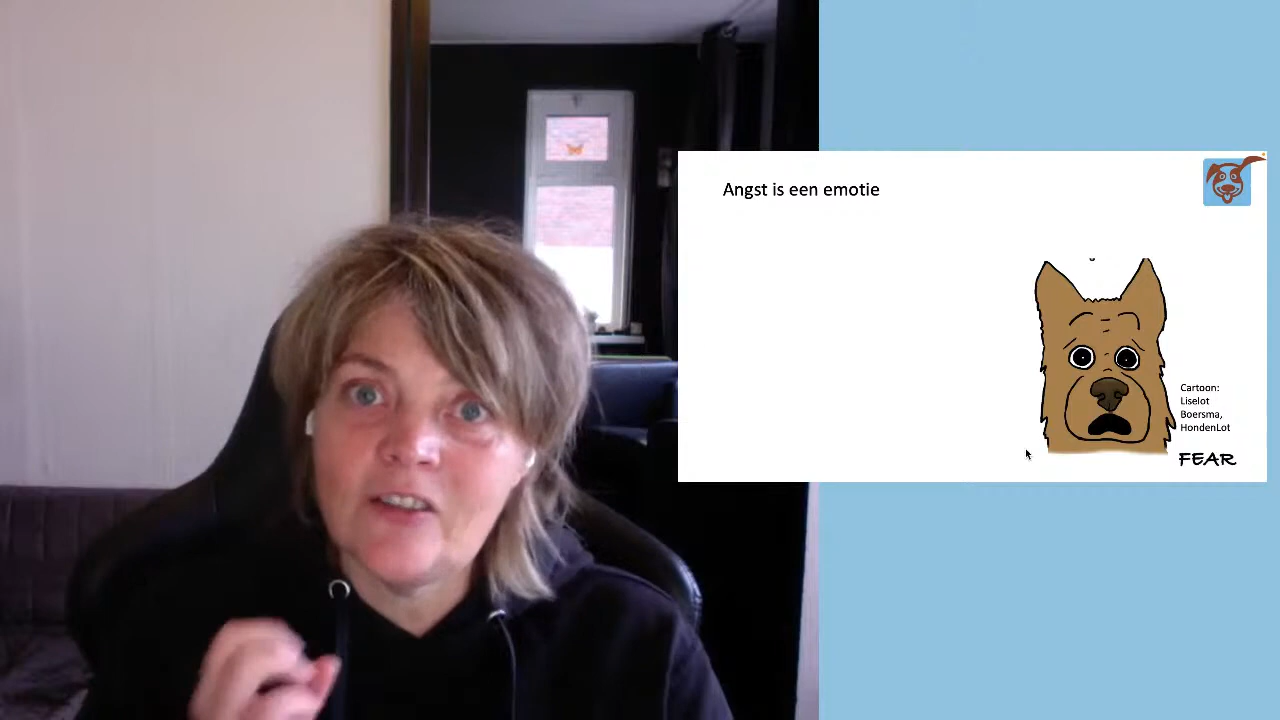 Angst is een emotie
Cartoon:
Liselot
Boersma,
HondenLot
FEAR